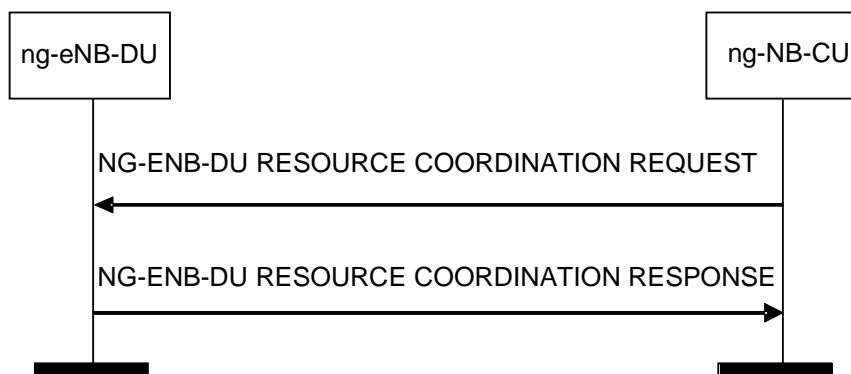 ng-eNB-DU
ng-NB-CU
NG-ENB-DU RESOURCE COORDINATION REQUEST
NG-ENB-DU RESOURCE COORDINATION RESPONSE